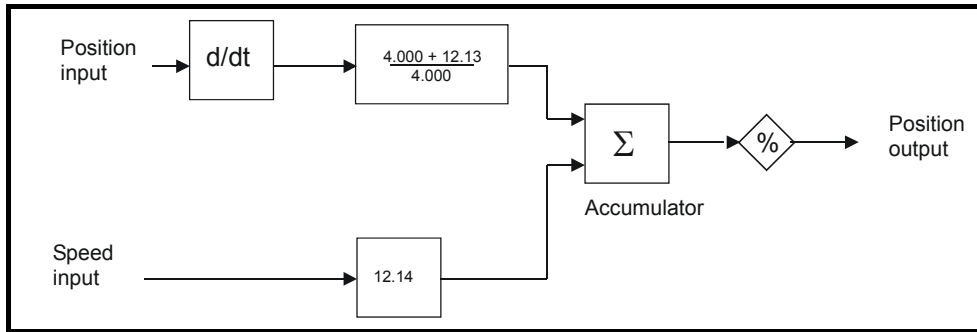 Position
input
d/dt
4.000 + 12.13
4.000
Σ
Accumulator
%
Position
output
Speed
input
12.14